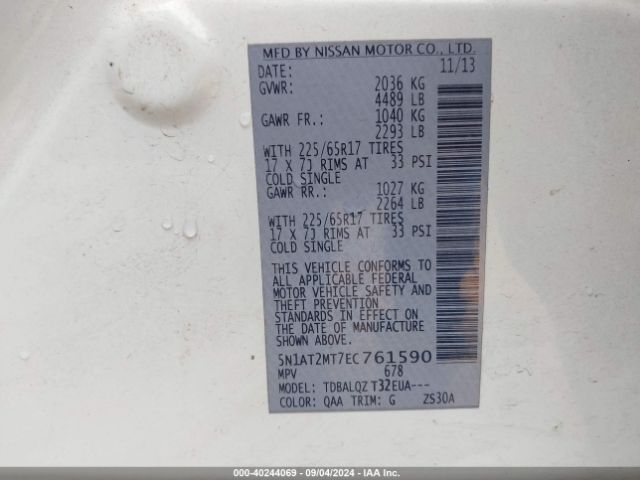 MFD BY NISSAN MOTOR CO., LTD.
DATE: 11/13
GVWR: 2036 KG
4489 LB
GAWR FR.: 1040 KG
2293 LB
WITH 225/65R17 TIRES
17 X 7J RIMS AT 33 PSI
COLD SINGLE
GAWR RR.: 1027 KG
2264 LB
WITH 225/65R17 TIRES
17 X 7J RIMS AT 33 PSI
COLD SINGLE
THIS VEHICLE CONFORMS TO
ALL APPLICABLE FEDERAL
MOTOR VEHICLE SAFETY AND
THEFT PREVENTION
STANDARDS IN EFFECT ON
THE DATE OF MANUFACTURE
SHOWN ABOVE.
5N1AT2MT7EC761590
MPV 678
MODEL: TDBALQZ T32EUA---
COLOR: QAA TRIM: G ZS30A
000-40244069 - 09/04/2024 - IAAI.COM